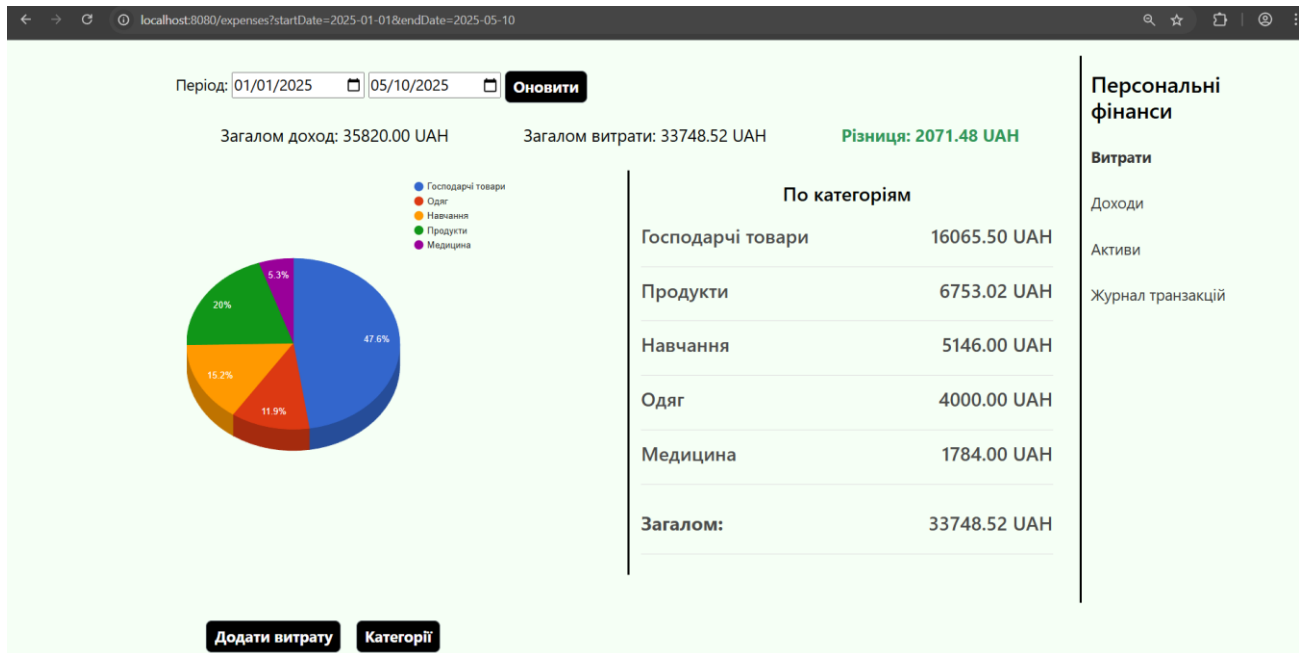 localhost:8080/expenses?startDate=2025-01-01&endDate=2025-05-10
Період: 01/01/2025 05/10/2025 Оновити
Загалом доход: 35820.00 UAH Загалом витрати: 33748.52 UAH Різниця: 2071.48 UAH
Господарчі товари
Одяг
Навчання
Продукти
Медицина
5.3%
20%
47.6%
15.2%
11.9%
По категоріям
Господарчі товари 16065.50 UAH
Продукти 6753.02 UAH
Навчання 5146.00 UAH
Одяг 4000.00 UAH
Медицина 1784.00 UAH
Загалом: 33748.52 UAH
Додати витрату Категорії
Персональні
фінанси
Витрати
Доходи
Активи
Журнал транзакцій